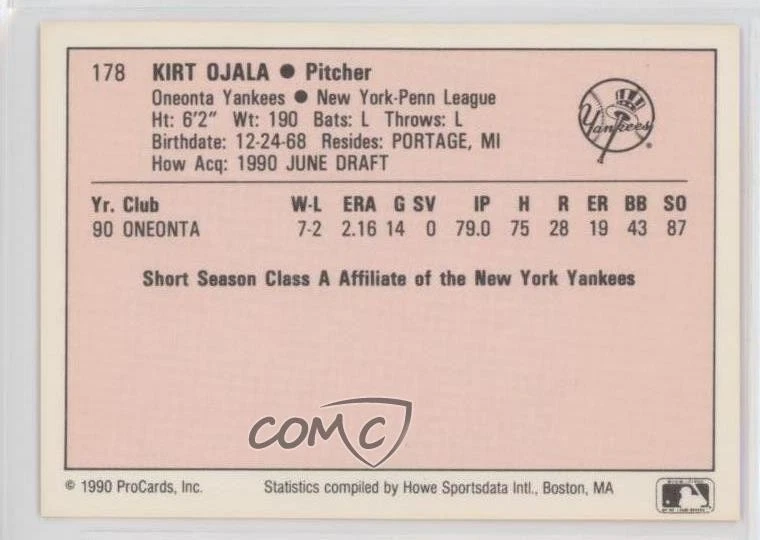 178 KIRT OJALA ● Pitcher
Oneonta Yankees ● New York-Penn League
Ht: 6'2" Wt: 190 Bats: L Throws: L
Birthdate: 12-24-68 Resides: PORTAGE, MI
How Acq: 1990 JUNE DRAFT
Yankees ®
Yr. Club W-L ERA G SV IP H R ER BB SO
90 ONEONTA 7-2 2.16 14 0 79.0 75 28 19 43 87
Short Season Class A Affiliate of the New York Yankees
COMC
© 1990 ProCards, Inc. Statistics compiled by Howe Sportsdata Intl., Boston, MA